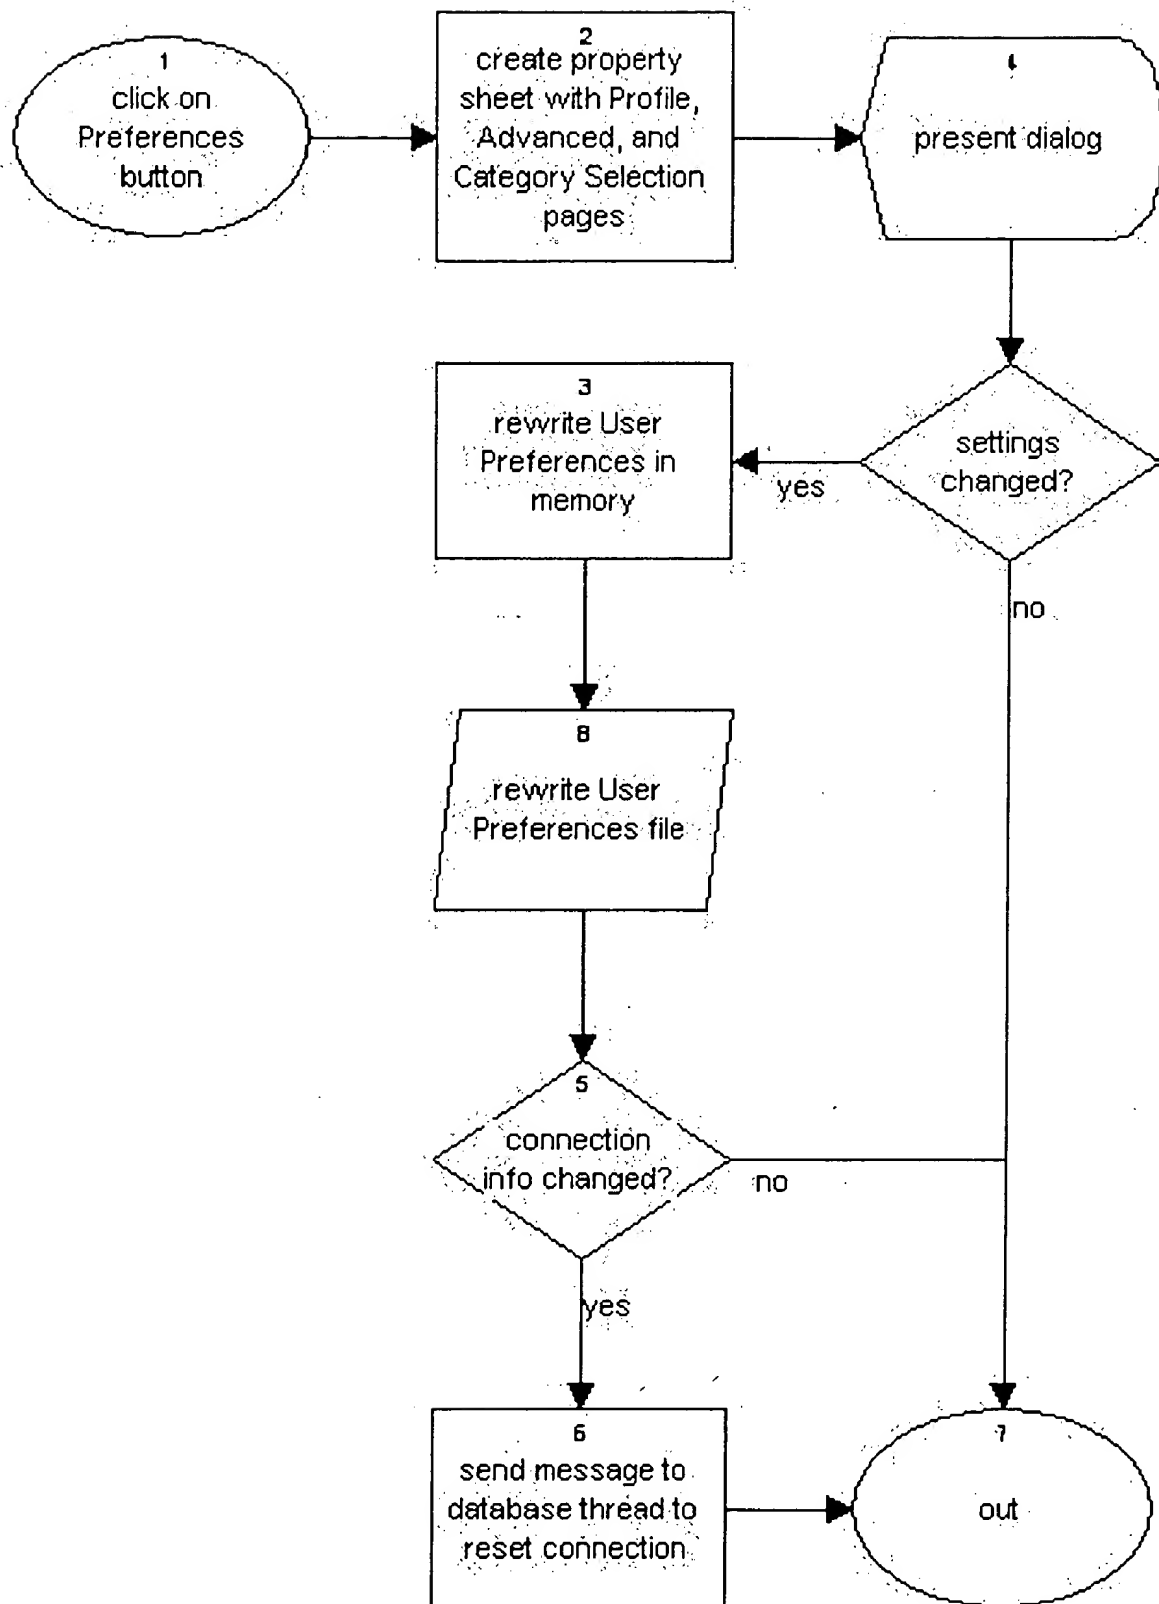 1
click on
Preferences
button
2
create property
sheet with Profile,
Advanced, and
Category Selection
pages
4
present dialog
settings
changed?
yes
no
3
rewrite User
Preferences in
memory
8
rewrite User
Preferences file
5
connection
info changed?
no
yes
6
send message to
database thread to
reset connection
7
out